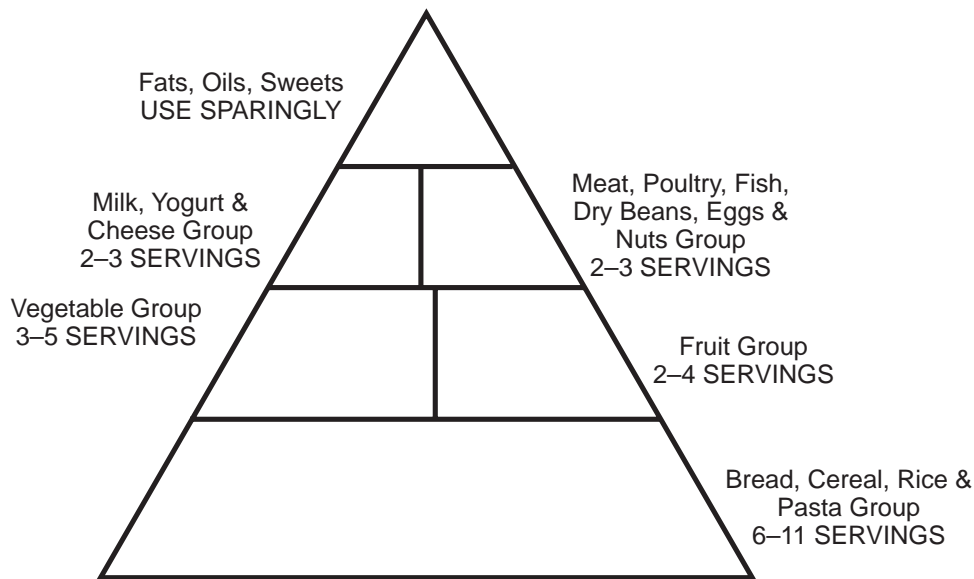 Fats, Oils, Sweets
USE SPARINGLY
Milk, Yogurt &
Cheese Group
2–3 SERVINGS
Meat, Poultry, Fish,
Dry Beans, Eggs &
Nuts Group
2–3 SERVINGS
Vegetable Group
3–5 SERVINGS
Fruit Group
2–4 SERVINGS
Bread, Cereal, Rice &
Pasta Group
6–11 SERVINGS